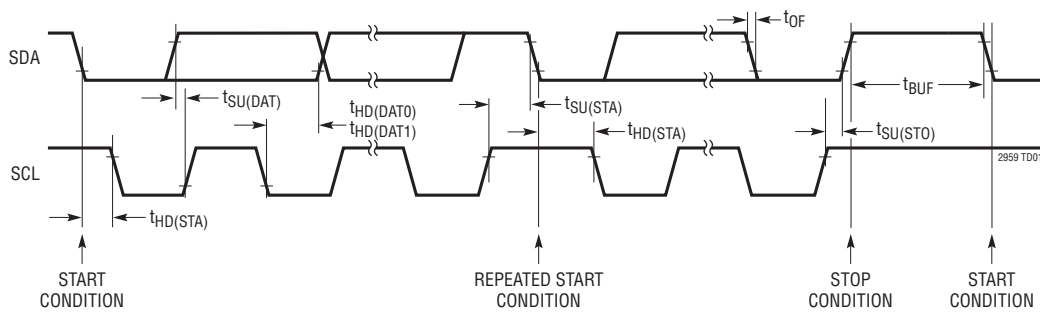 tOF
SDA
tSU(DAT)
tHD(DAT0)
tHD(DAT1)
tSU(STA)
tHD(STA)
tBUF
tSU(STO)
SCL
2959 TD01
tHD(STA)
START
CONDITION
REPEATED START
CONDITION
STOP
CONDITION
START
CONDITION